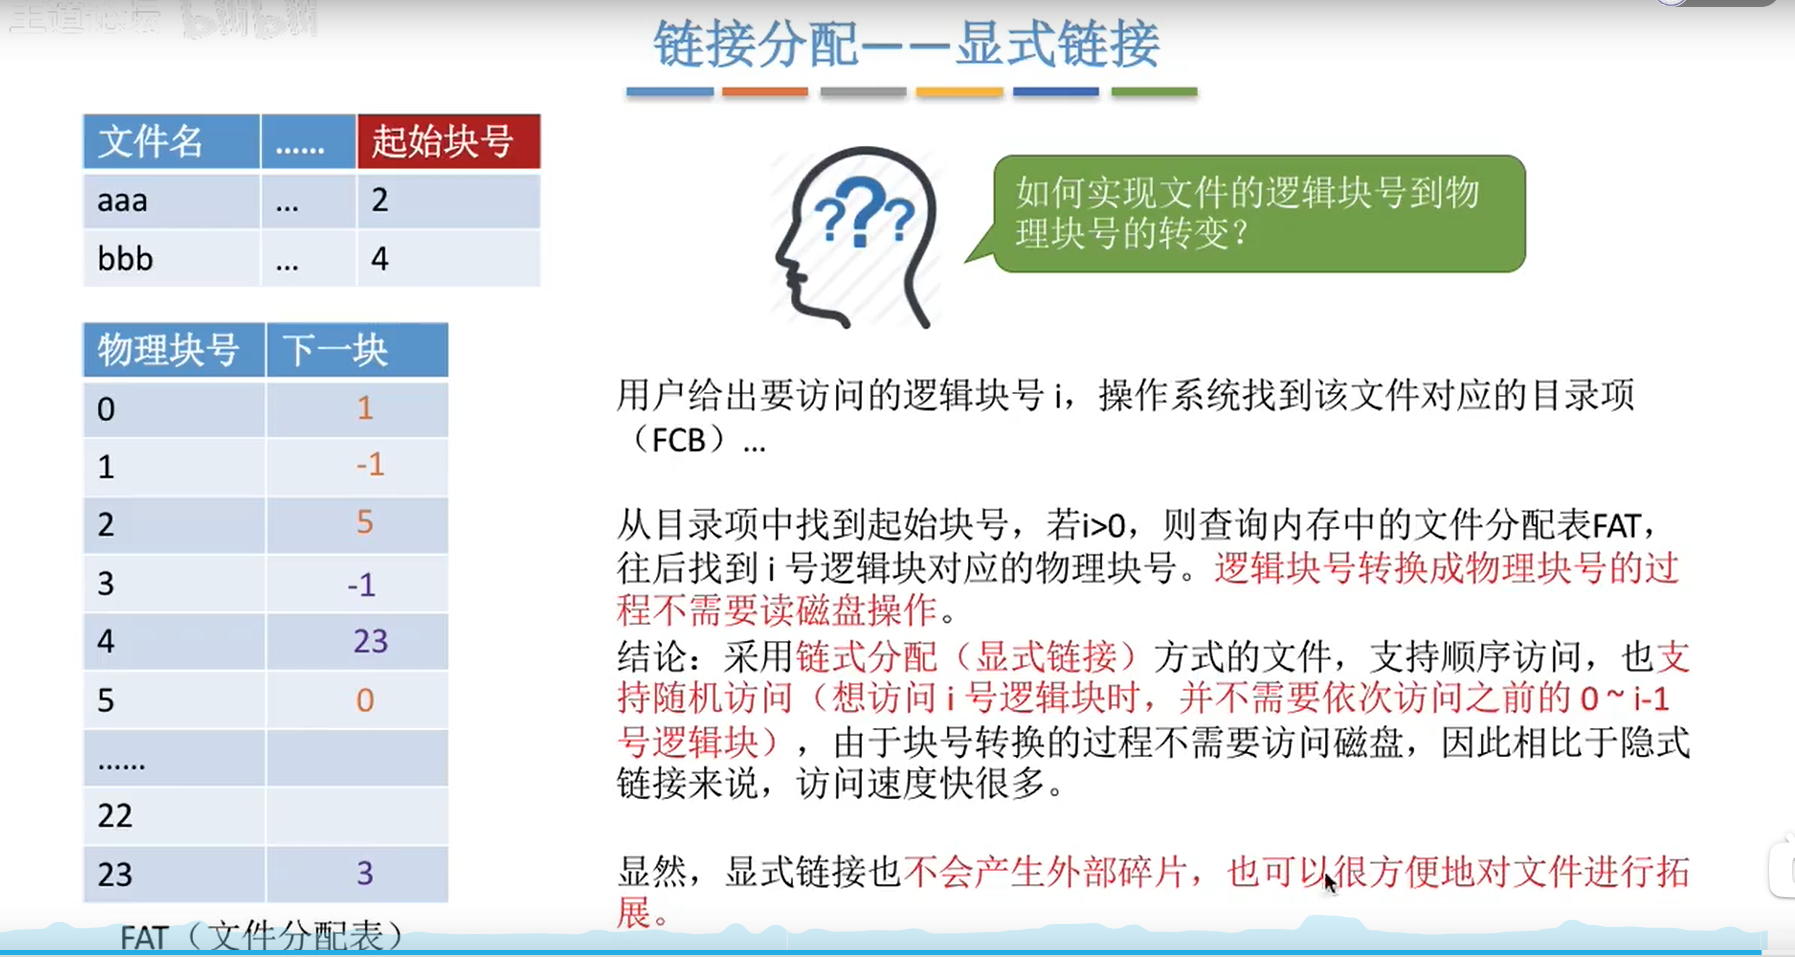 王道论坛 bilibili
链接分配——显式链接
文件名 …… 起始块号
aaa ... 2
bbb ... 4
???
如何实现文件的逻辑块号到物
理块号的转变？
物理块号 下一块
0 1
1 -1
2 5
3 -1
4 23
5 0
……
22
23 3
FAT（文件分配表）
用户给出要访问的逻辑块号 i，操作系统找到该文件对应的目录项
（FCB）…
从目录项中找到起始块号，若i>0，则查询内存中的文件分配表FAT，
往后找到 i 号逻辑块对应的物理块号。逻辑块号转换成物理块号的过
程不需要读磁盘操作。
结论：采用链式分配（显式链接）方式的文件，支持顺序访问，也支
持随机访问（想访问 i 号逻辑块时，并不需要依次访问之前的 0 ~ i-1
号逻辑块），由于块号转换的过程不需要访问磁盘，因此相比于隐式
链接来说，访问速度快很多。
显然，显式链接也不会产生外部碎片，也可以很方便地对文件进行拓
展。